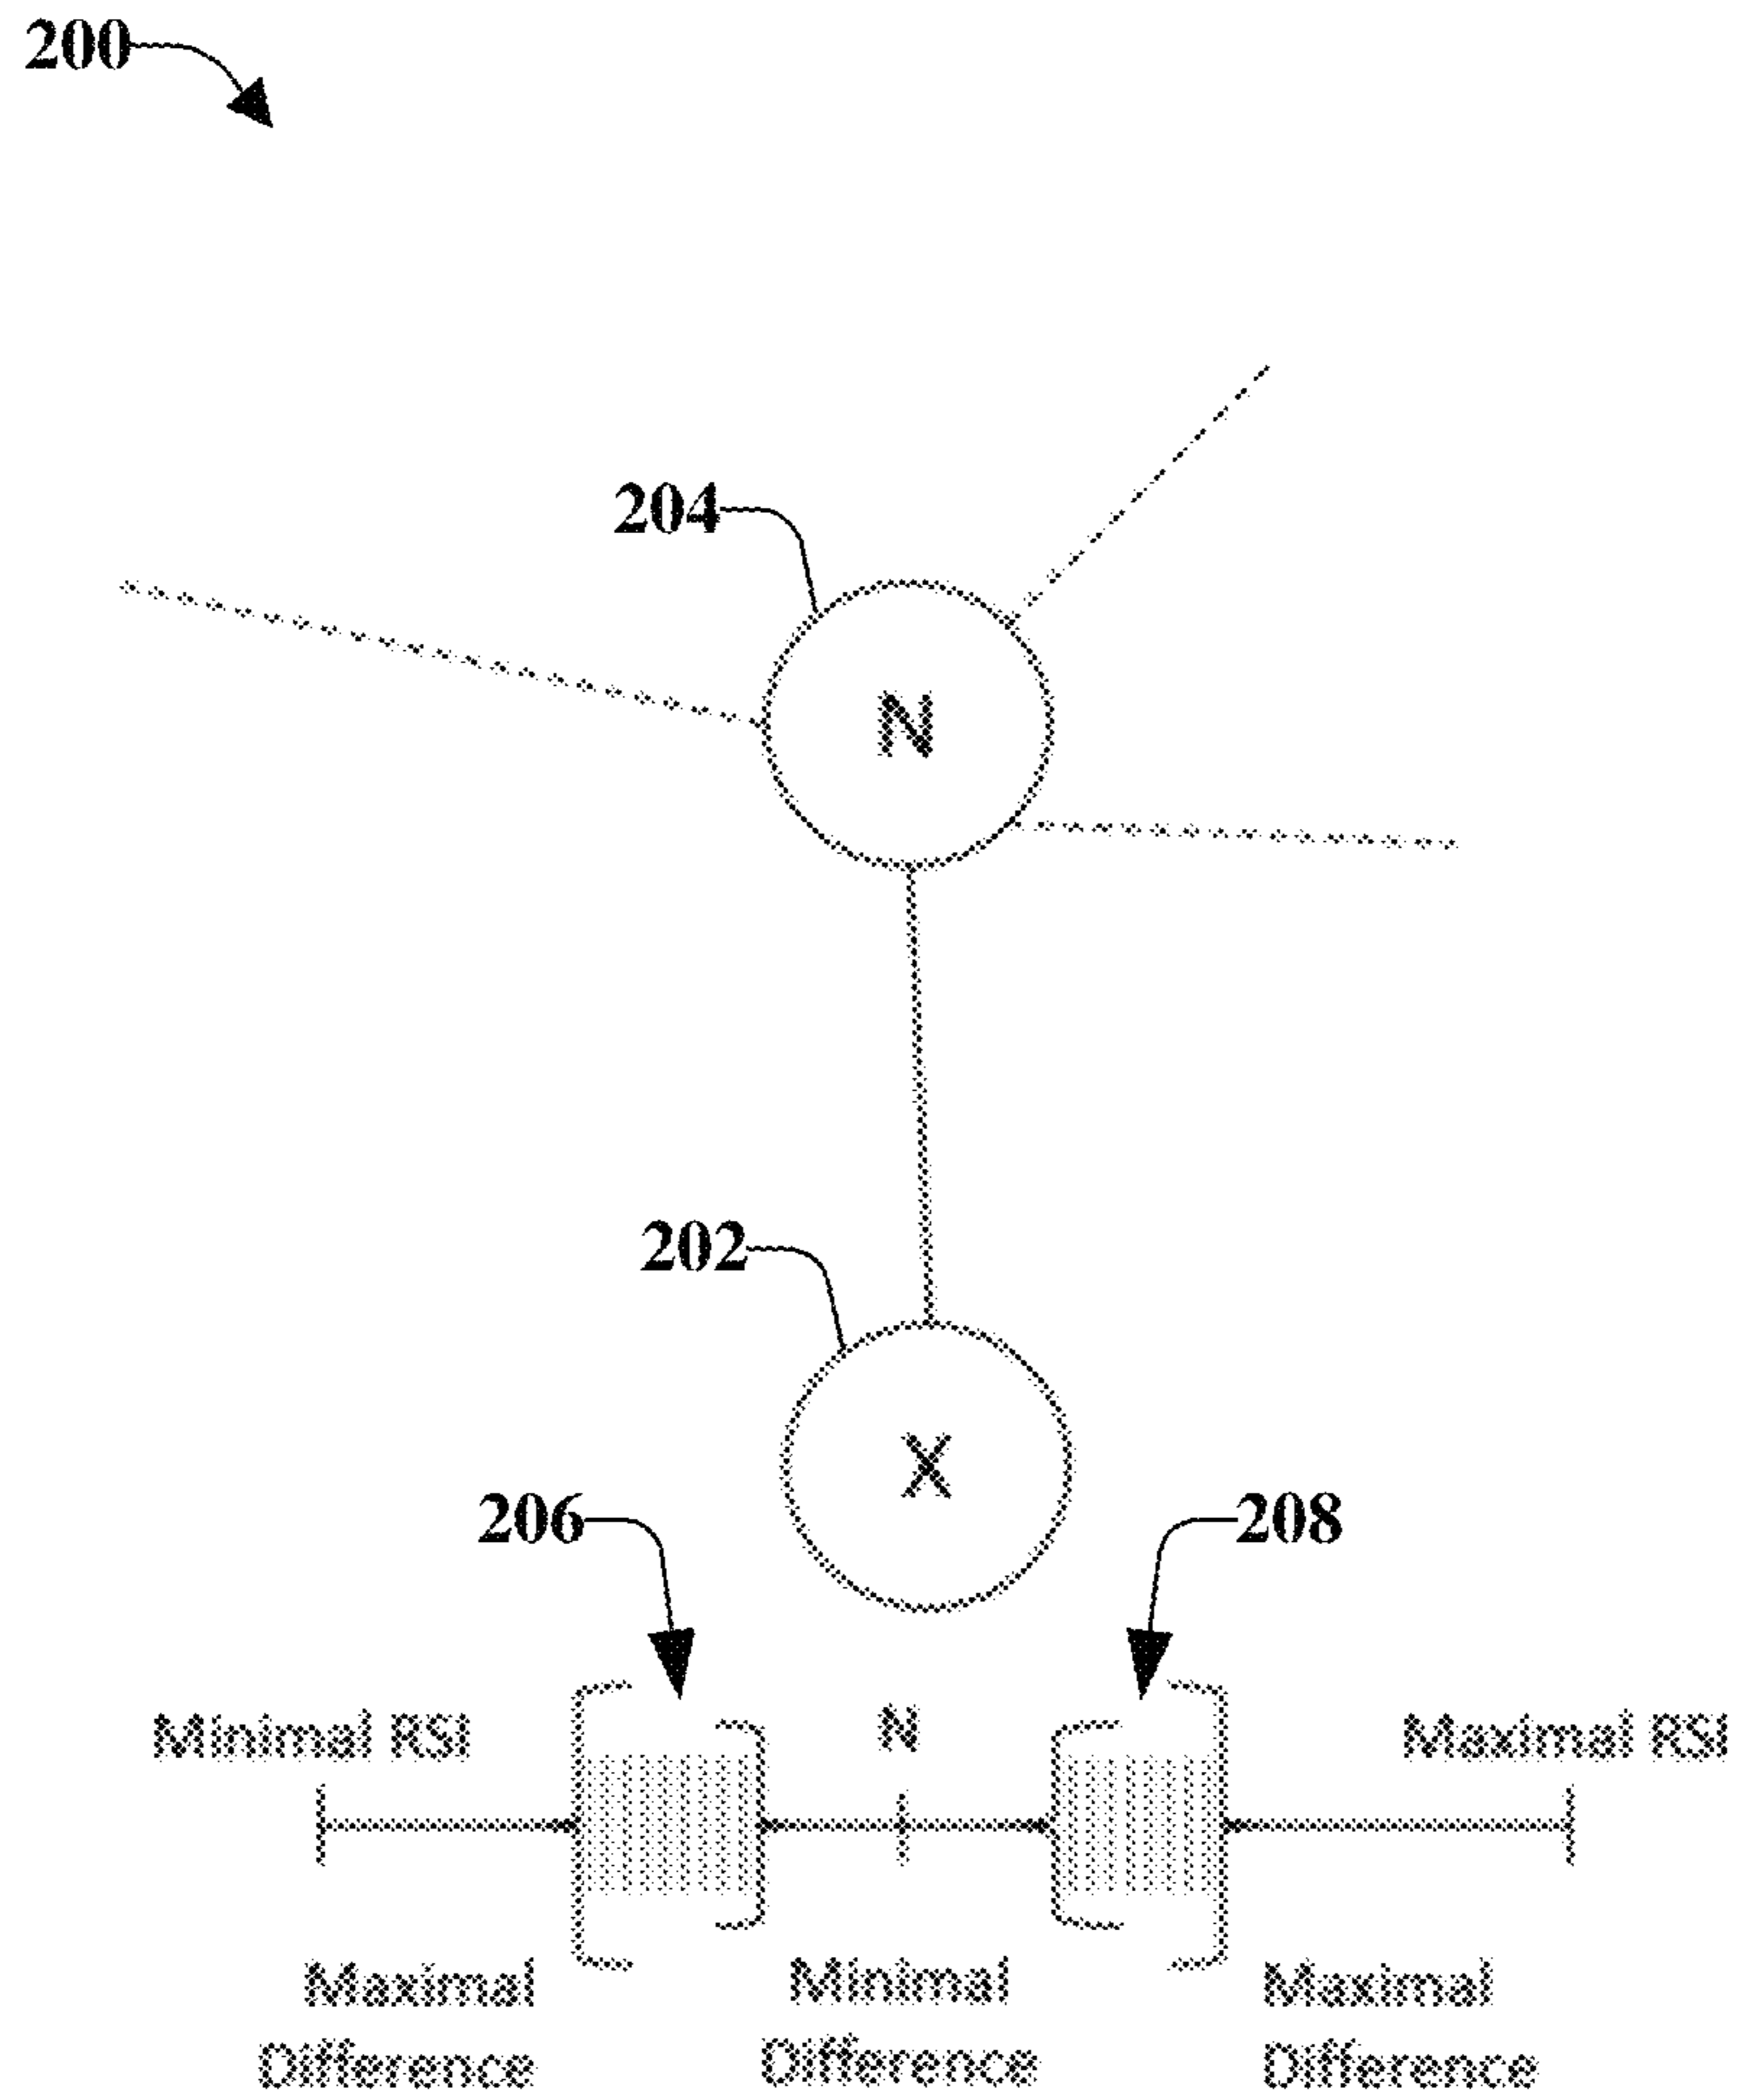 200
204
N
202
X
206
208
Minimal RSI
N
Maximal RSI
Maximal
Difference
Minimal
Difference
Maximal
Difference